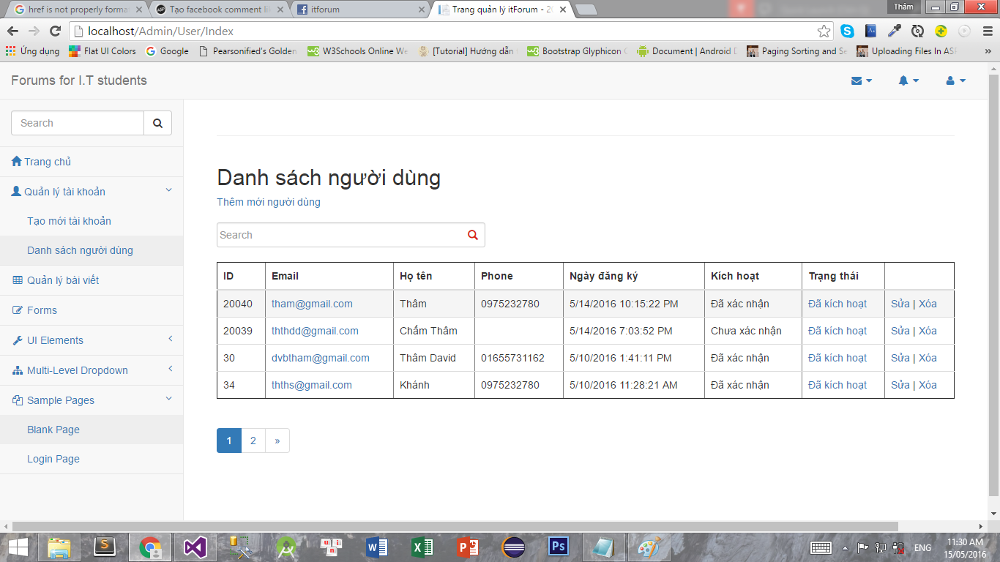 href is not properly forma
Tạo facebook comment lik
itforum
Trang quản lý itForum - 20
Thâm
localhost/Admin/User/Index
Ứng dụng
Flat UI Colors
Google
Pearsonified's Golden
W3Schools Online We
[Tutorial] Hướng dẫn
Bootstrap Glyphicon
Document | Android D
Paging Sorting and Se
Uploading Files In ASP
»
Forums for I.T students
Search
Trang chủ
Quản lý tài khoản
Tạo mới tài khoản
Danh sách người dùng
Quản lý bài viết
Forms
UI Elements
Multi-Level Dropdown
Sample Pages
Blank Page
Login Page
Danh sách người dùng
Thêm mới người dùng
Search
ID Email Họ tên Phone Ngày đăng ký Kích hoạt Trạng thái
20040 tham@gmail.com Thâm 0975232780 5/14/2016 10:15:22 PM Đã xác nhận Đã kích hoạt Sửa | Xóa
20039 ththdd@gmail.com Chấm Thâm 5/14/2016 7:03:52 PM Chưa xác nhận Đã kích hoạt Sửa | Xóa
30 dvbtham@gmail.com Thâm David 01655731162 5/10/2016 1:41:11 PM Đã xác nhận Đã kích hoạt Sửa | Xóa
34 thths@gmail.com Khánh 0975232780 5/10/2016 11:28:21 AM Đã xác nhận Đã kích hoạt Sửa | Xóa
1 2 »
ENG
11:30 AM
15/05/2016